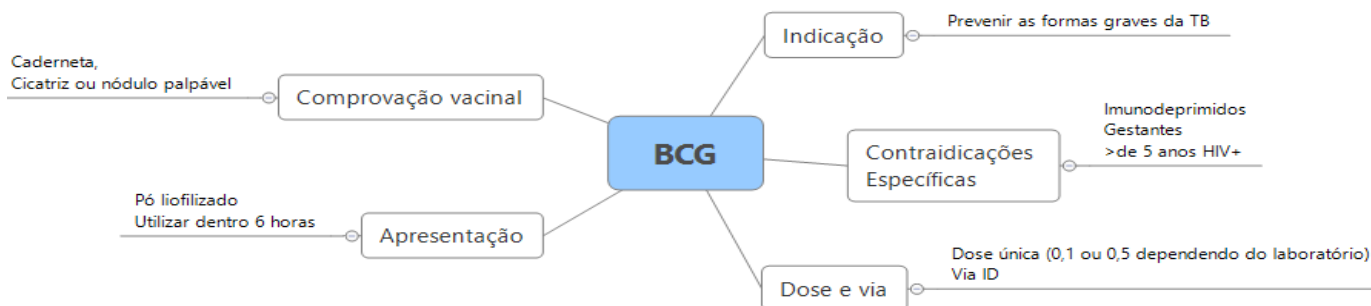 BCG
Indicação
Prevenir as formas graves da TB
Contraidicações
Específicas
Imunodeprimidos
Gestantes
>de 5 anos HIV+
Dose e via
Dose única (0,1 ou 0,5 dependendo do laboratório)
Via ID
Apresentação
Pó liofilizado
Utilizar dentro 6 horas
Comprovação vacinal
Caderneta,
Cicatriz ou nódulo palpável